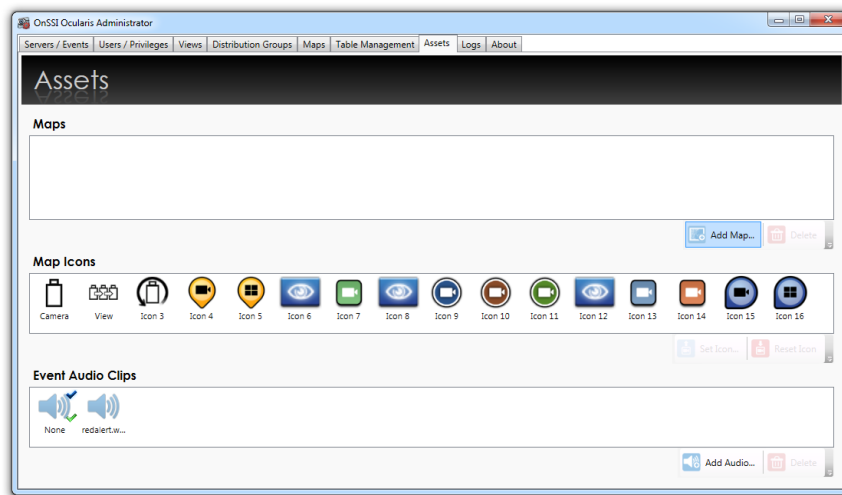 OnSSI Ocularis Administrator
Servers / Events Users / Privileges Views Distribution Groups Maps Table Management Assets Logs About
Assets
Maps
Add Map... Delete
Map Icons
Camera View Icon 3 Icon 4 Icon 5 Icon 6 Icon 7 Icon 8 Icon 9 Icon 10 Icon 11 Icon 12 Icon 13 Icon 14 Icon 15 Icon 16
Set Icon... Reset Icon
Event Audio Clips
None redalert.w...
Add Audio... Delete